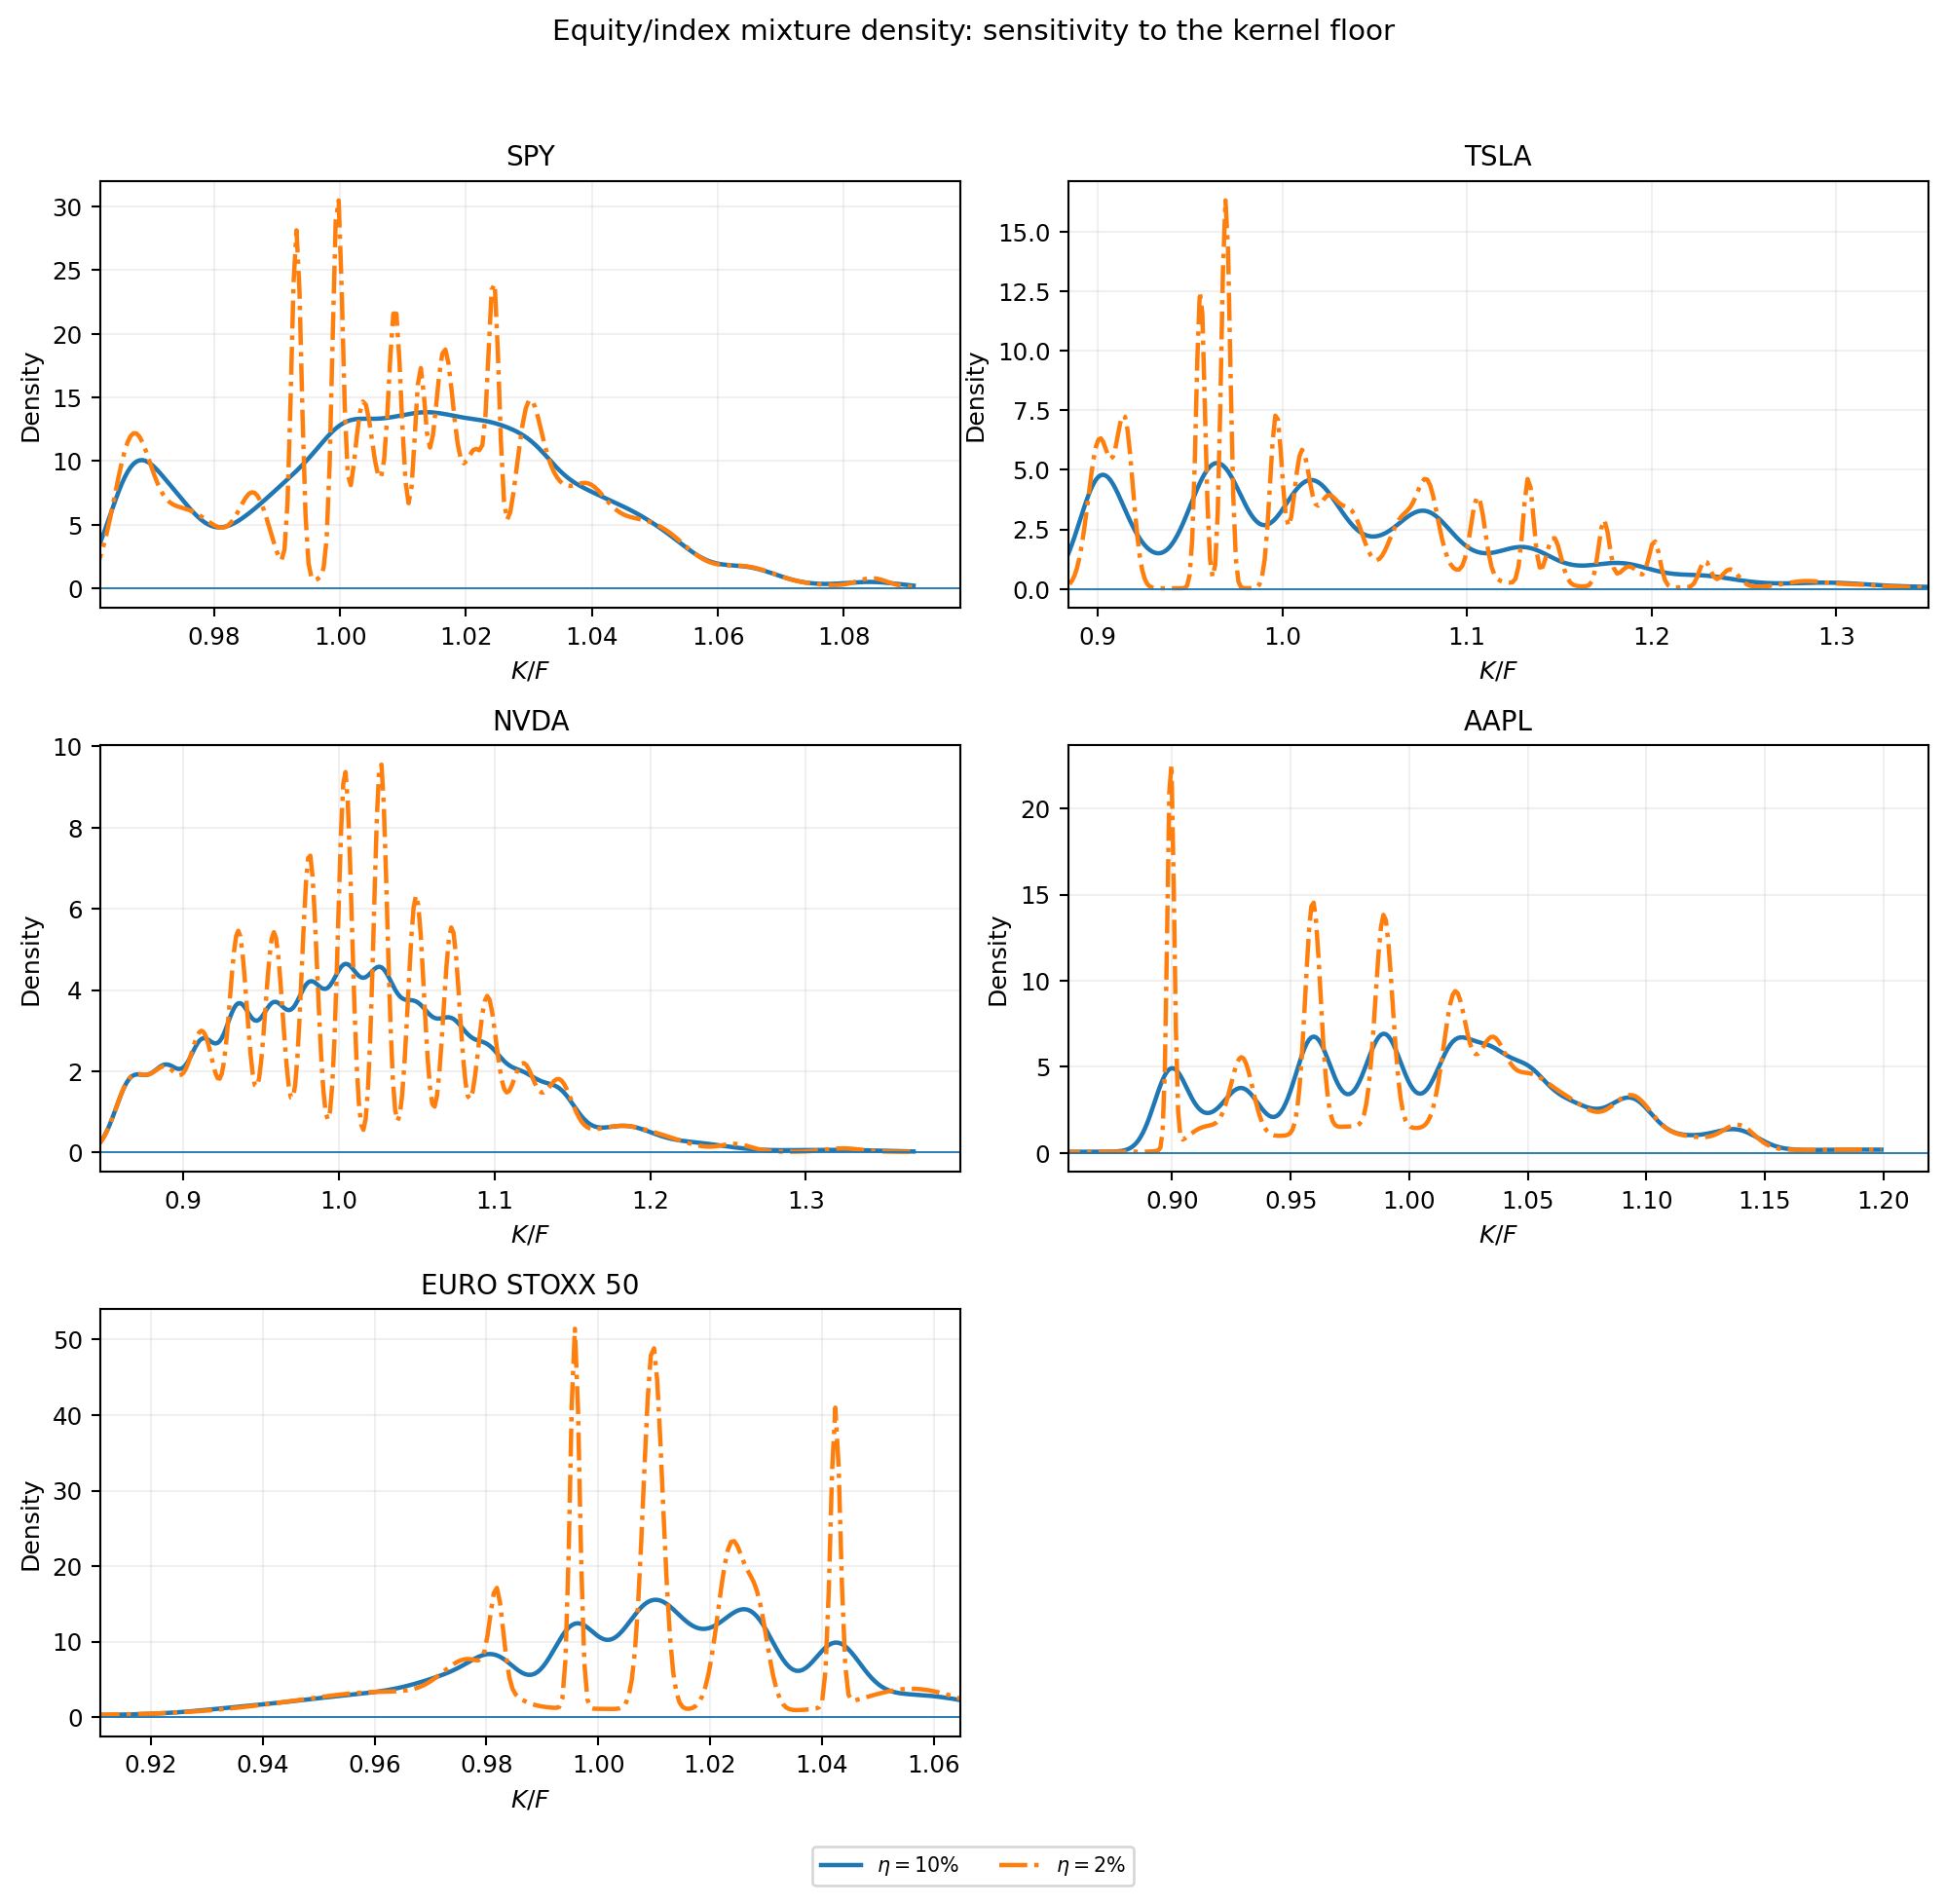 Equity/index mixture density: sensitivity to the kernel floor
SPY
30
25
20
15
10
5
0
Density
0.98 1.00 1.02 1.04 1.06 1.08
K/F
TSLA
15.0
12.5
10.0
7.5
5.0
2.5
0.0
Density
0.9 1.0 1.1 1.2 1.3
K/F
NVDA
10
8
6
4
2
0
Density
0.9 1.0 1.1 1.2 1.3
K/F
AAPL
20
15
10
5
0
Density
0.90 0.95 1.00 1.05 1.10 1.15 1.20
K/F
EURO STOXX 50
50
40
30
20
10
0
Density
0.92 0.94 0.96 0.98 1.00 1.02 1.04 1.06
K/F
η = 10% η = 2%